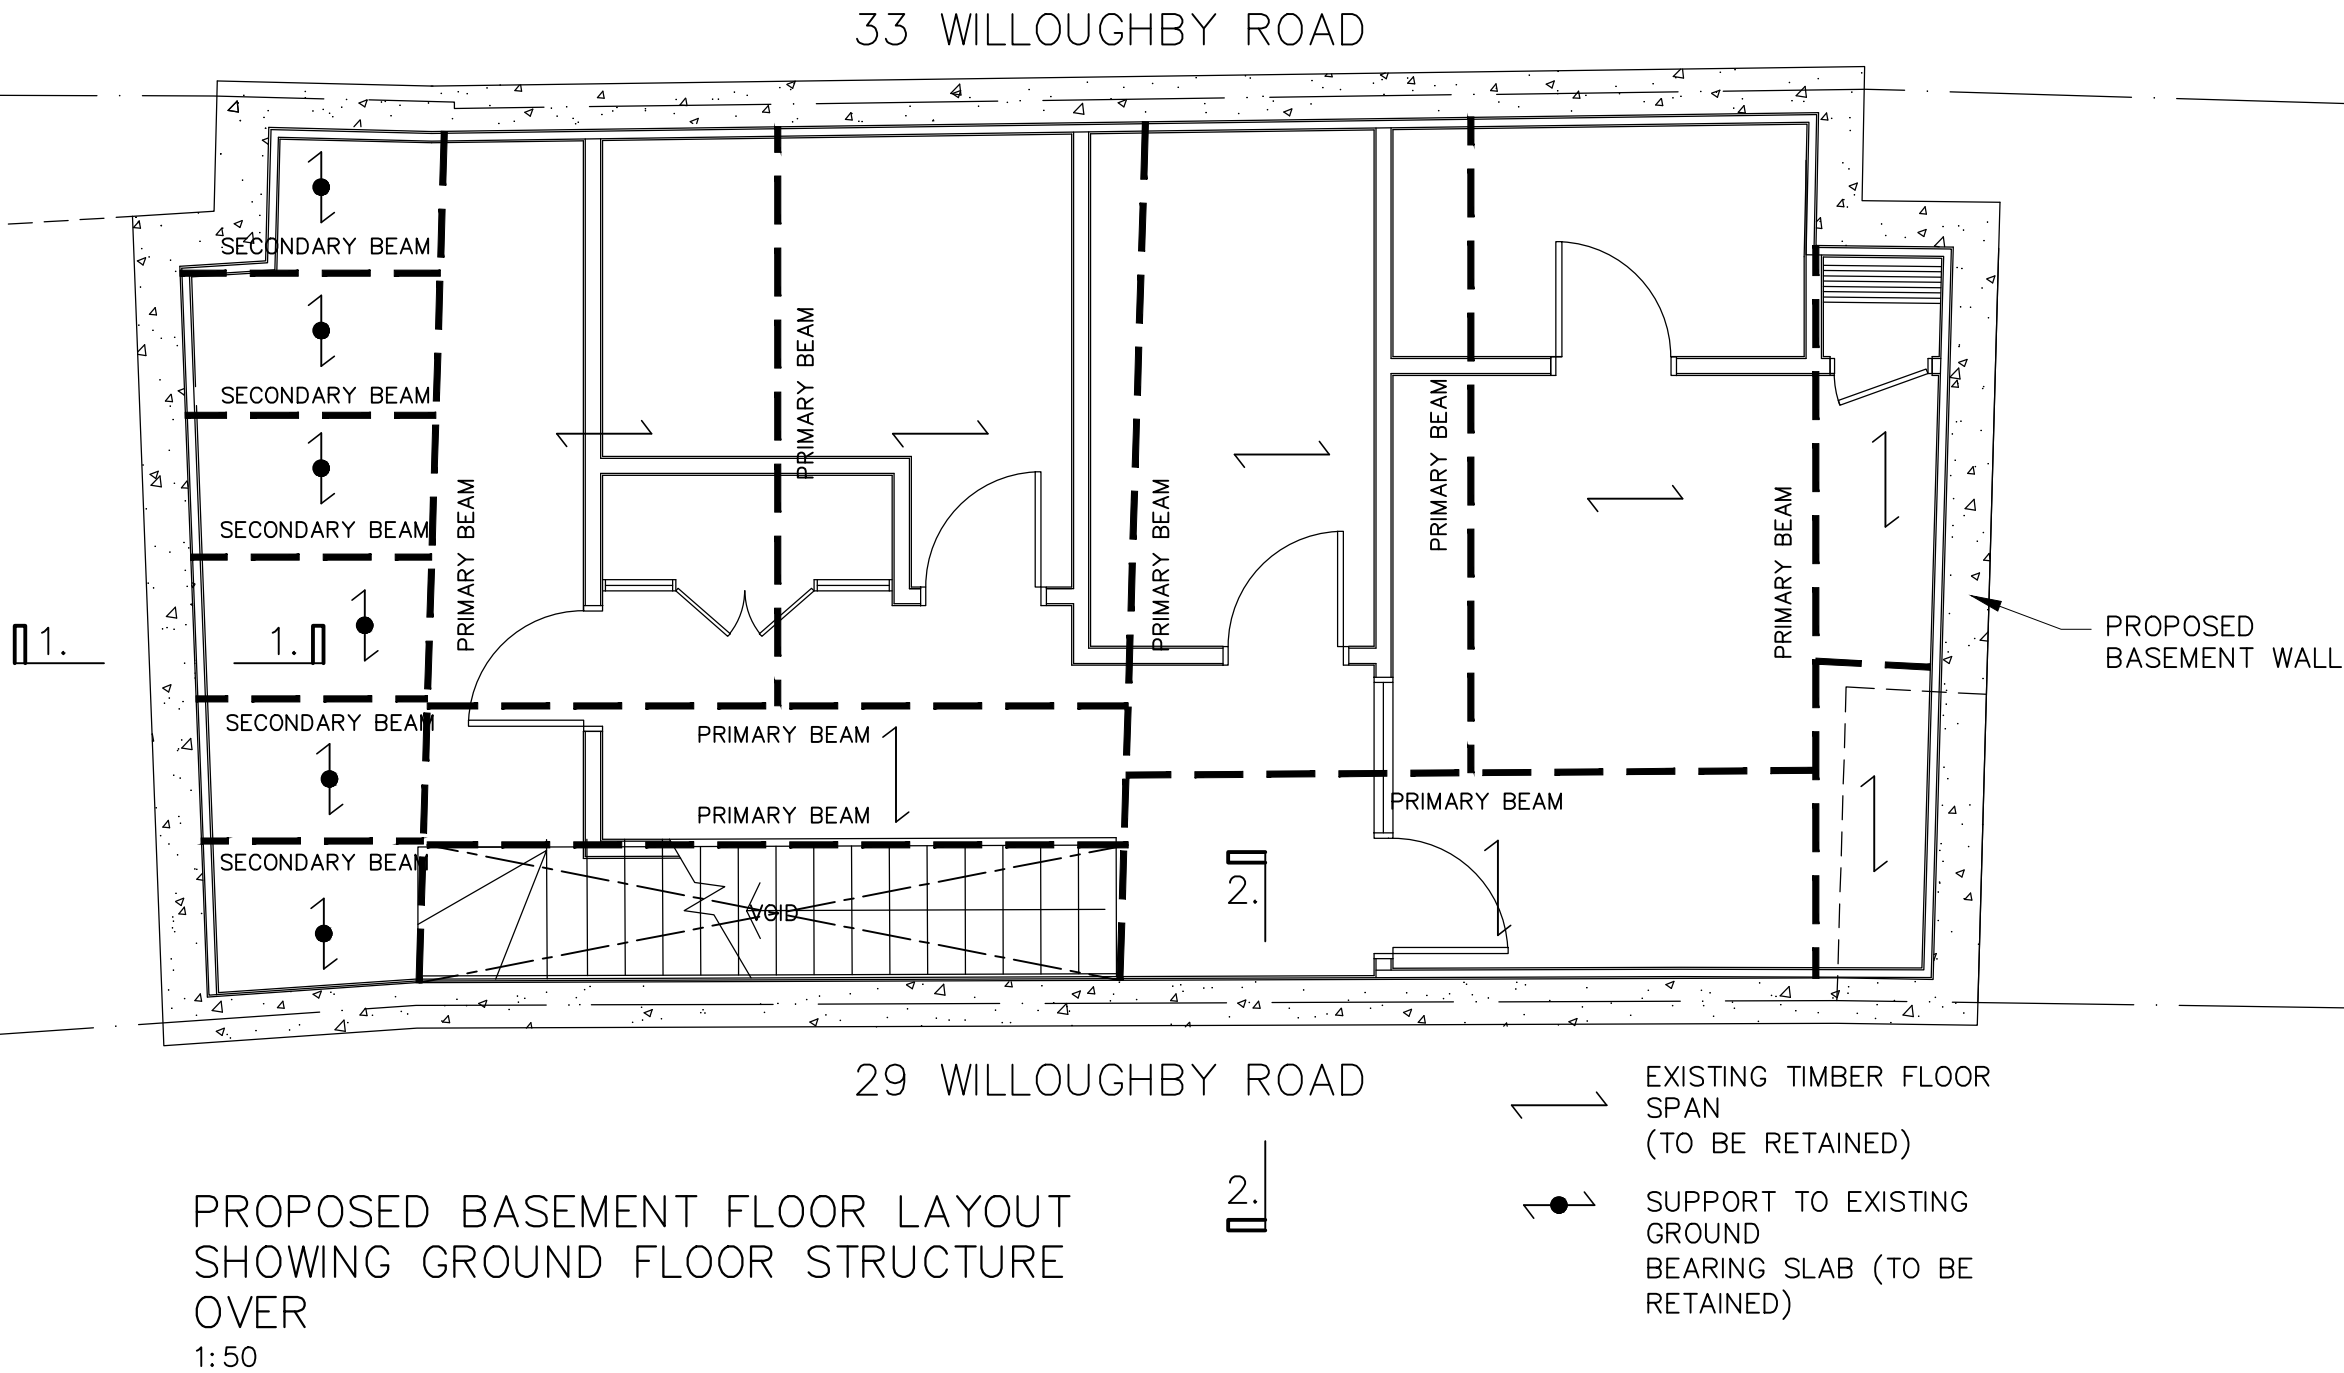 33 WILLOUGHBY ROAD
SECONDARY BEAM
SECONDARY BEAM
SECONDARY BEAM
SECONDARY BEAM
SECONDARY BEAM
PRIMARY BEAM
PRIMARY BEAM
PRIMARY BEAM
PRIMARY BEAM
PRIMARY BEAM
PRIMARY BEAM
PRIMARY BEAM
PRIMARY BEAM
1.
1.
VOID
2.
PROPOSED
BASEMENT WALL
29 WILLOUGHBY ROAD
2.
EXISTING TIMBER FLOOR
SPAN
(TO BE RETAINED)
SUPPORT TO EXISTING
GROUND
BEARING SLAB (TO BE
RETAINED)
PROPOSED BASEMENT FLOOR LAYOUT
SHOWING GROUND FLOOR STRUCTURE
OVER
1:50